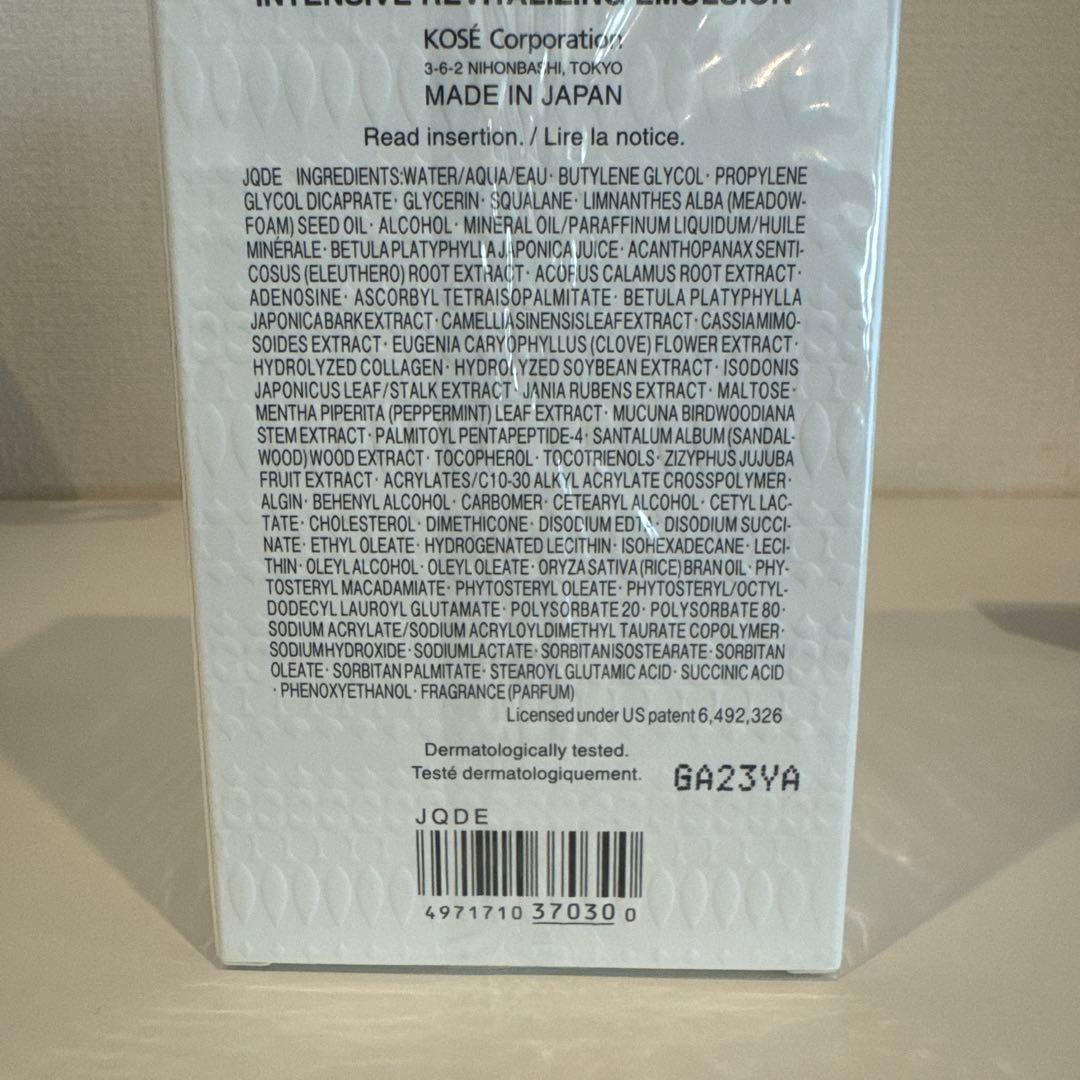 INTENSIVE REVITALIZING EMULSION
KOSÉ Corporation
3-6-2 NIHONBASHI, TOKYO
MADE IN JAPAN
Read insertion. / Lire la notice.
JQDE INGREDIENTS:WATER/AQUA/EAU· BUTYLENE GLYCOL· PROPYLENE
GLYCOL DICAPRATE· GLYCERIN· SQUALANE· LIMNANTHES ALBA (MEADOW-
FOAM) SEED OIL· ALCOHOL· MINERAL OIL/PARAFFINUM LIQUIDUM/HUILE
MINÉRALE· BETULA PLATYPHYLLA JAPONICA JUICE· ACANTHOPANAX SENTI-
COSUS (ELEUTHERO) ROOT EXTRACT· ACORUS CALAMUS ROOT EXTRACT·
ADENOSINE· ASCORBYL TETRAISOPALMITATE· BETULA PLATYPHYLLA
JAPONICA BARK EXTRACT· CAMELLIA SINENSIS LEAF EXTRACT· CASSIA MIMO-
SOIDES EXTRACT· EUGENIA CARYOPHYLLUS (CLOVE) FLOWER EXTRACT·
HYDROLYZED COLLAGEN· HYDROLYZED SOYBEAN EXTRACT· ISODONIS
JAPONICUS LEAF/STALK EXTRACT· JANIA RUBENS EXTRACT· MALTOSE·
MENTHA PIPERITA (PEPPERMINT) LEAF EXTRACT· MUCUNA BIRDWOODIANA
STEM EXTRACT· PALMITOYL PENTAPEPTIDE-4· SANTALUM ALBUM (SANDAL-
WOOD) WOOD EXTRACT· TOCOPHEROL· TOCOTRIENOLS· ZIZYPHUS JUJUBA
FRUIT EXTRACT· ACRYLATES/C10-30 ALKYL ACRYLATE CROSSPOLYMER·
ALGIN· BEHENYL ALCOHOL· CARBOMER· CETEARYL ALCOHOL· CETYL LAC-
TATE· CHOLESTEROL· DIMETHICONE· DISODIUM EDTA· DISODIUM SUCCI-
NATE· ETHYL OLEATE· HYDROGENATED LECITHIN· ISOHEXADECANE· LECI-
THIN· OLEYL ALCOHOL· OLEYL OLEATE· ORYZA SATIVA (RICE) BRAN OIL· PHY-
TOSTERYL MACADAMIATE· PHYTOSTERYL OLEATE· PHYTOSTERYL/OCTYL-
DODECYL LAUROYL GLUTAMATE· POLYSORBATE 20· POLYSORBATE 80·
SODIUM ACRYLATE/SODIUM ACRYLOYLDIMETHYL TAURATE COPOLYMER·
SODIUM HYDROXIDE· SODIUM LACTATE· SORBITAN ISOSTEARATE· SORBITAN
OLEATE· SORBITAN PALMITATE· STEAROYL GLUTAMIC ACID· SUCCINIC ACID
· PHENOXYETHANOL· FRAGRANCE (PARFUM)
Licensed under US patent 6,492,326
Dermatologically tested.
Testé dermatologiquement.
GA23YA
JQDE
4971710 37030 0